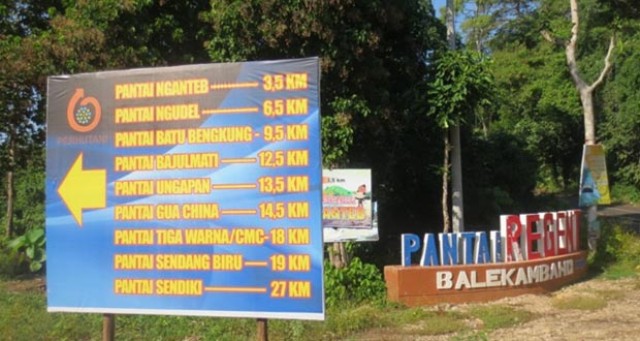 PERHUTANI
PANTAI NGANTEB ---------- 3,5 KM
PANTAI NGUDEL ------ 6,5 KM
PANTAI BATU BENGKUNG - 9,5 KM
PANTAI BAJULMATI —— 12,5 KM
PANTAI UNGAPAN —— 13,5 KM
PANTAI GUA CHINA —— 14,5 KM
PANTAI TIGA WARNA/CMC - 18 KM
PANTAI SENDANG BIRU — 19 KM
PANTAI SENDIKI ——— 27 KM
PANTAI REGENT
BALEKAMBANG